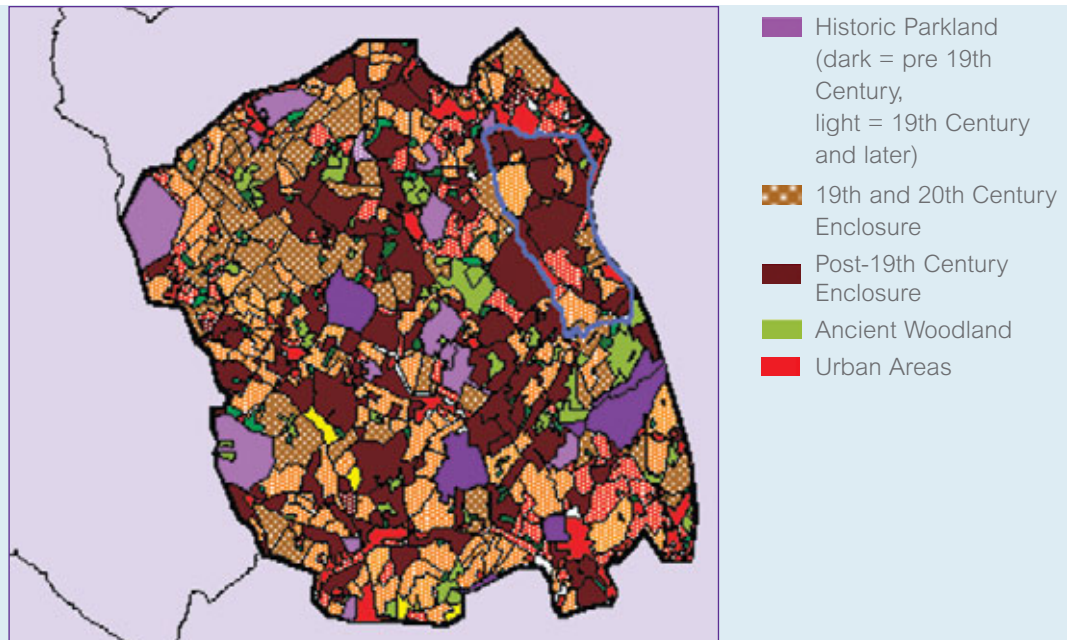 Historic Parkland
(dark = pre 19th
Century,
light = 19th Century
and later)
19th and 20th Century
Enclosure
Post-19th Century
Enclosure
Ancient Woodland
Urban Areas